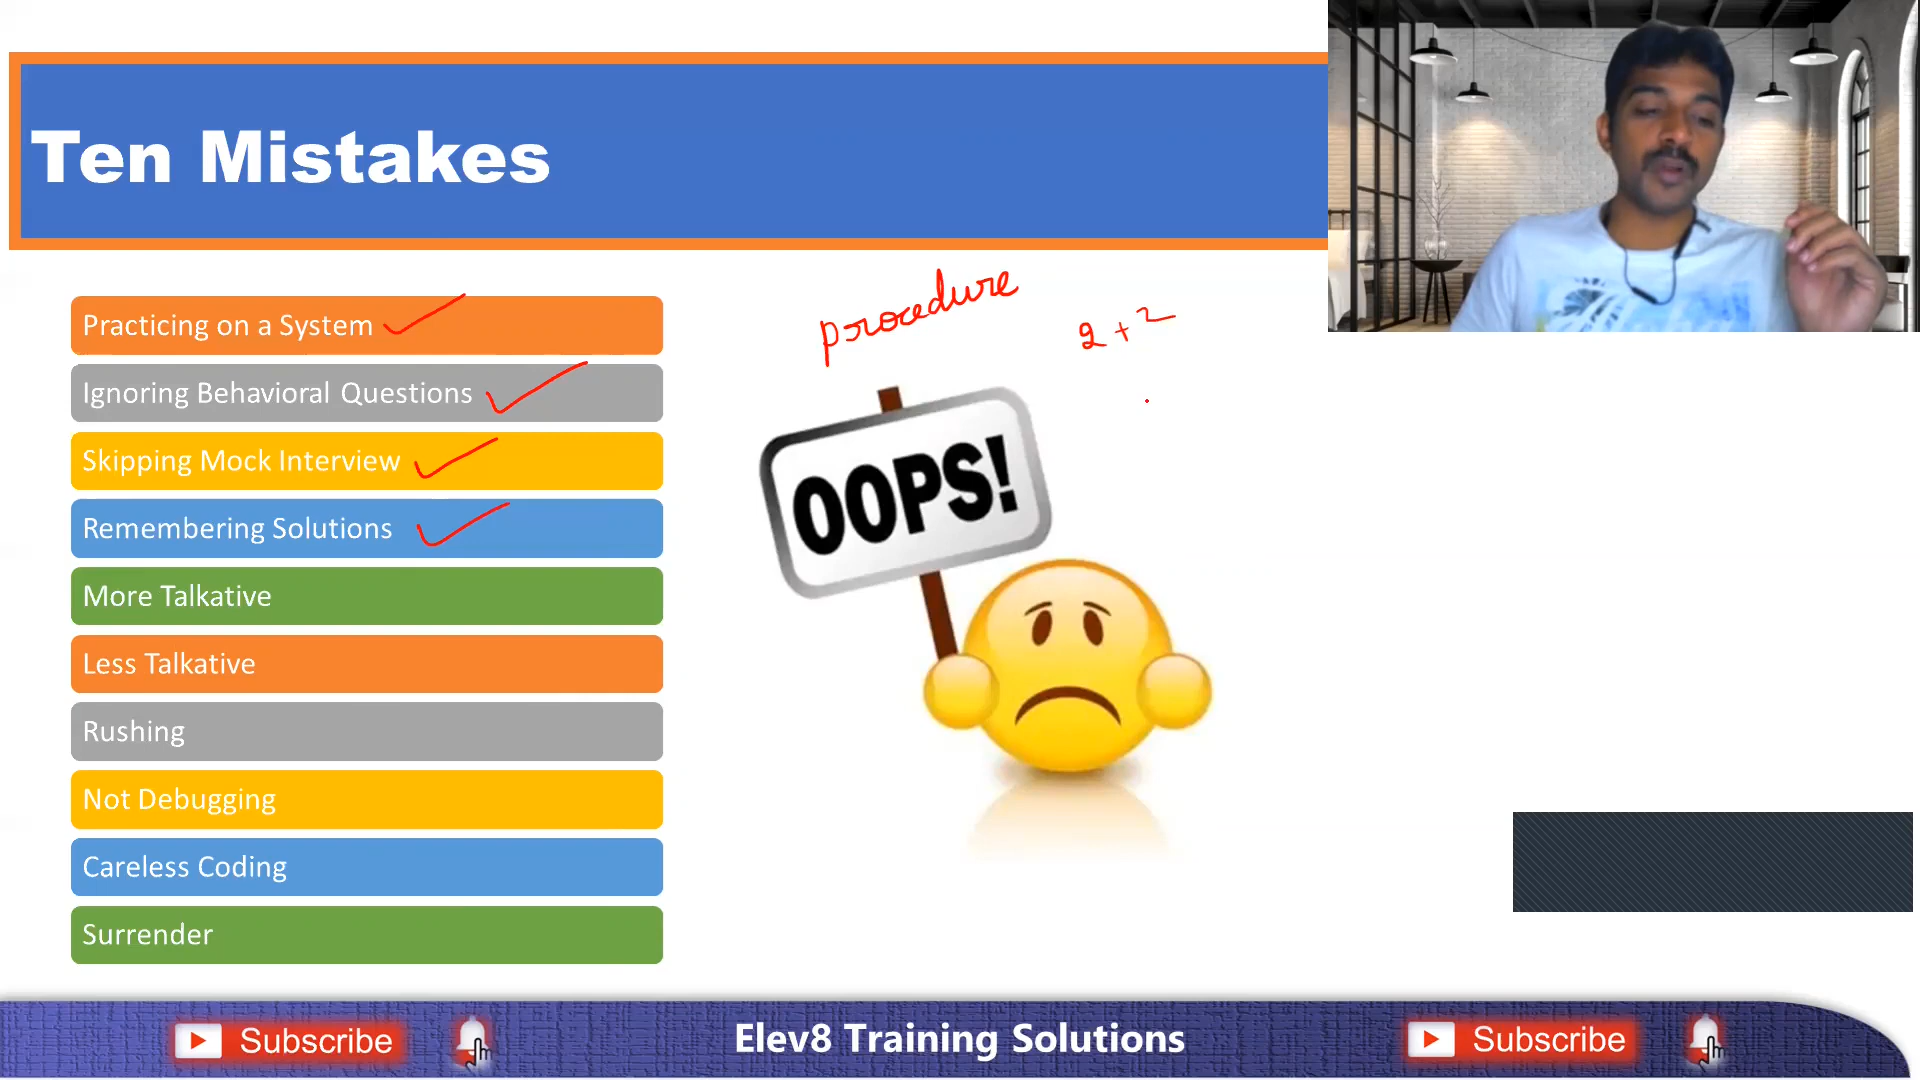 Ten Mistakes
procedure
2 + 2
Practicing on a System
Ignoring Behavioral Questions
Skipping Mock Interview
Remembering Solutions
More Talkative
Less Talkative
Rushing
Not Debugging
Careless Coding
Surrender
OOPS!
Subscribe
Elev8 Training Solutions
Subscribe